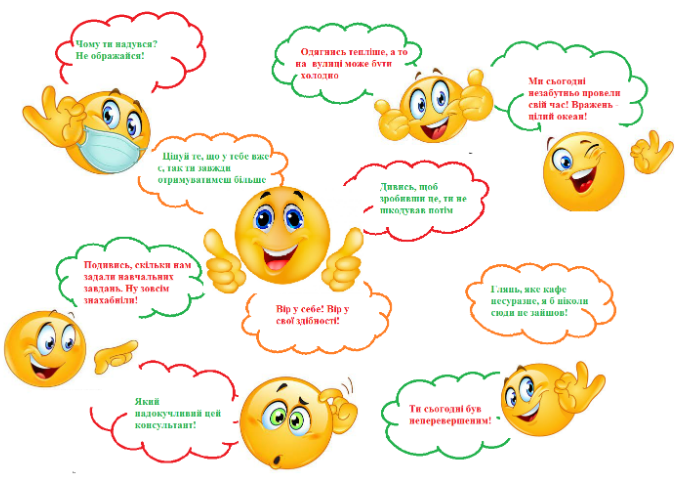 Чому ти надувся?
Не ображайся!
Одягнись тепліше, а то
на вулиці може бути
холодно
Ми сьогодні
незабутньо провели
свій час! Вражень -
цілий океан!
Цінуй те, що у тебе вже
є, так ти завжди
отримуватимеш більше
Дивись, щоб
зробивши це, ти не
шкодував потім
Подивись, скільки нам
задали навчальних
завдань. Ну зовсім
знахабніли!
Вір у себе! Вір у
свої здібності!
Глянь, яке кафе
несуразне, я б ніколи
сюди не зайшов!
Який
надокучливий цей
консультант!
Ти сьогодні був
неперевершеним!